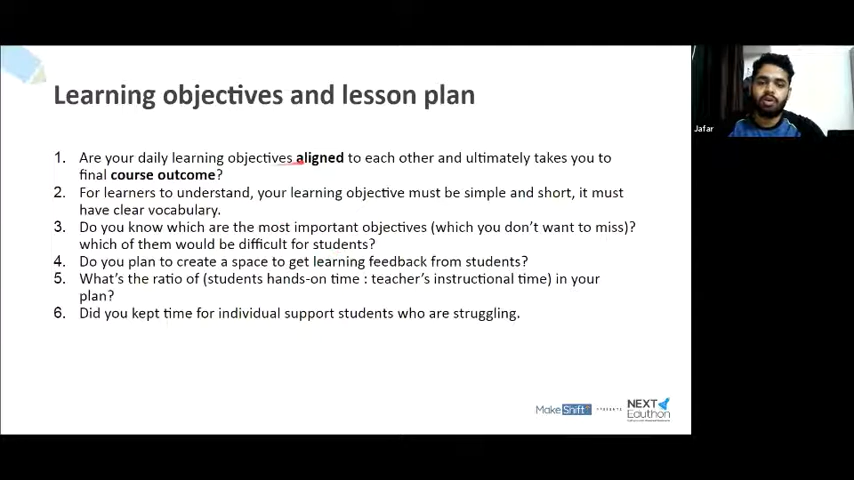 Learning objectives and lesson plan
1. Are your daily learning objectives aligned to each other and ultimately takes you to
final course outcome?
2. For learners to understand, your learning objective must be simple and short, it must
have clear vocabulary.
3. Do you know which are the most important objectives (which you don't want to miss)?
which of them would be difficult for students?
4. Do you plan to create a space to get learning feedback from students?
5. What's the ratio of (students hands-on time : teacher's instructional time) in your
plan?
6. Did you kept time for individual support students who are struggling.
Jafar
MakeShift PRESENTS NEXT
Eduthon